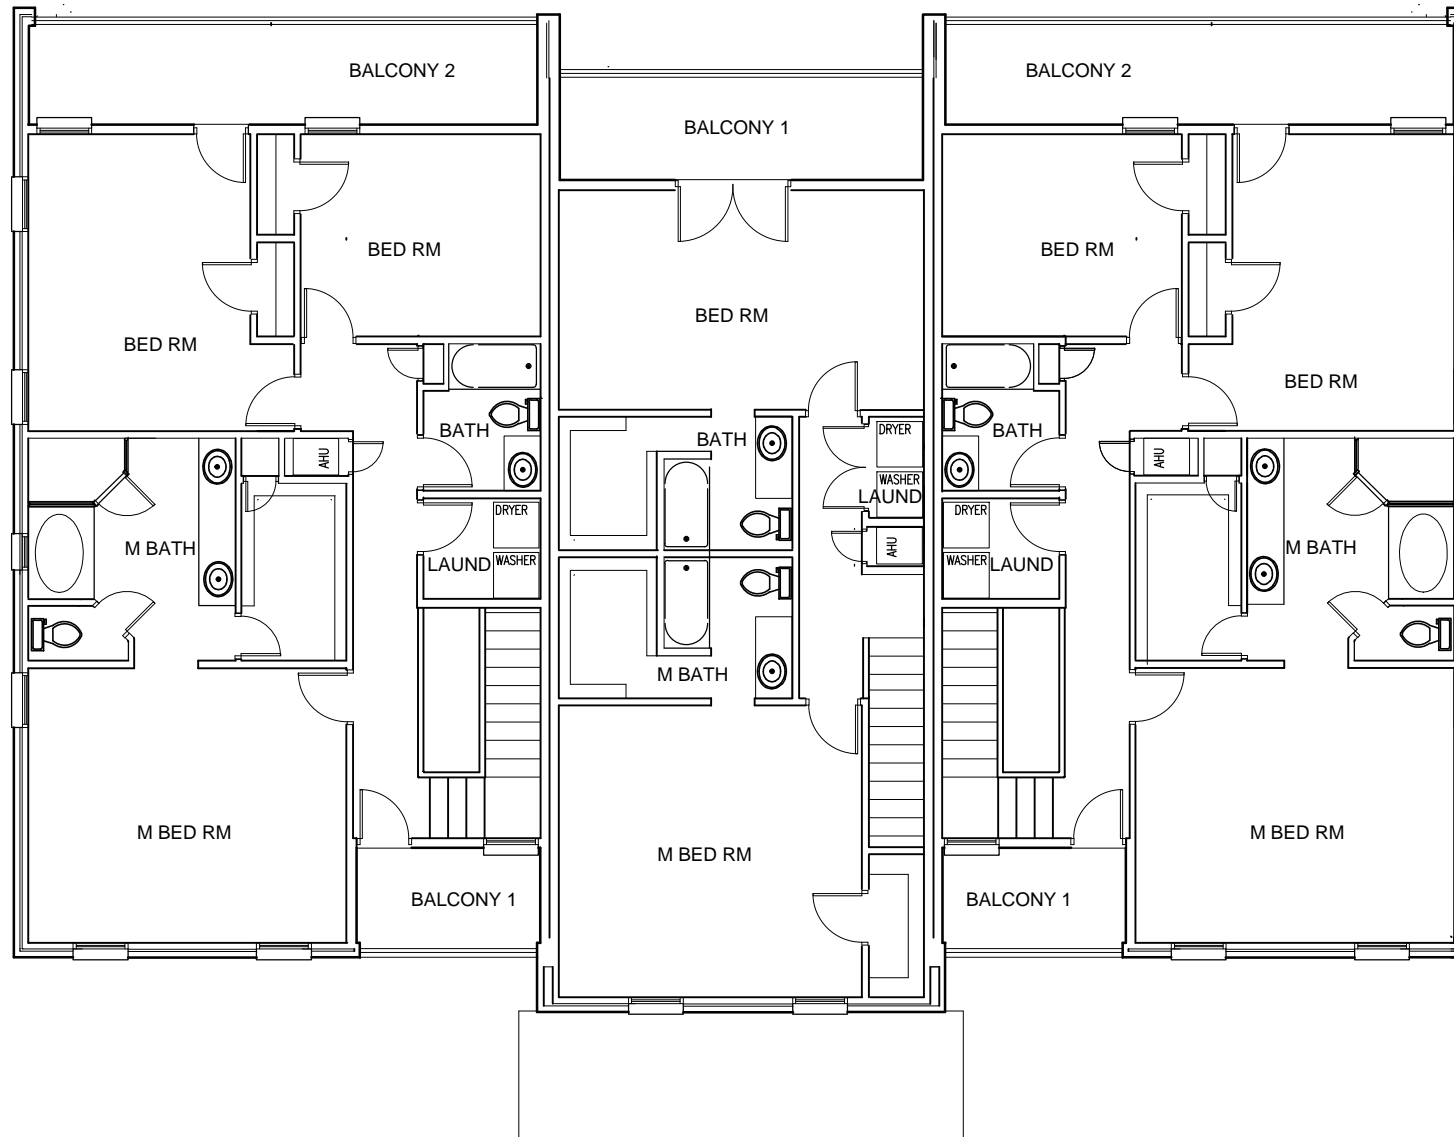 BALCONY 2
BALCONY 2
BALCONY 1
BED RM
BED RM
BED RM
BED RM
BED RM
BATH
BATH
BATH
DRYER
WASHER
LAUND
AHU
AHU
AHU
DRYER
WASHER
LAUND
DRYER
WASHER
LAUND
M BATH
M BATH
M BATH
M BED RM
M BED RM
M BED RM
BALCONY 1
BALCONY 1